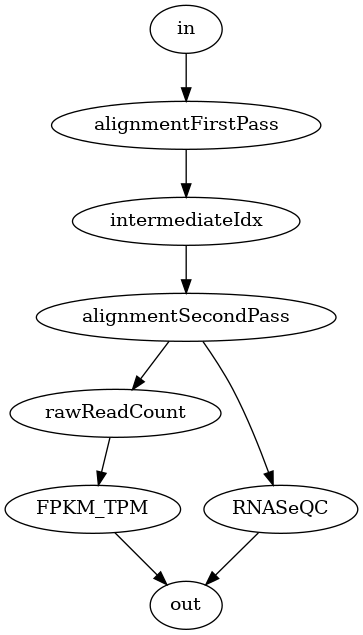 in
alignmentFirstPass
intermediateIdx
alignmentSecondPass
rawReadCount
FPKM_TPM
RNASeQC
out